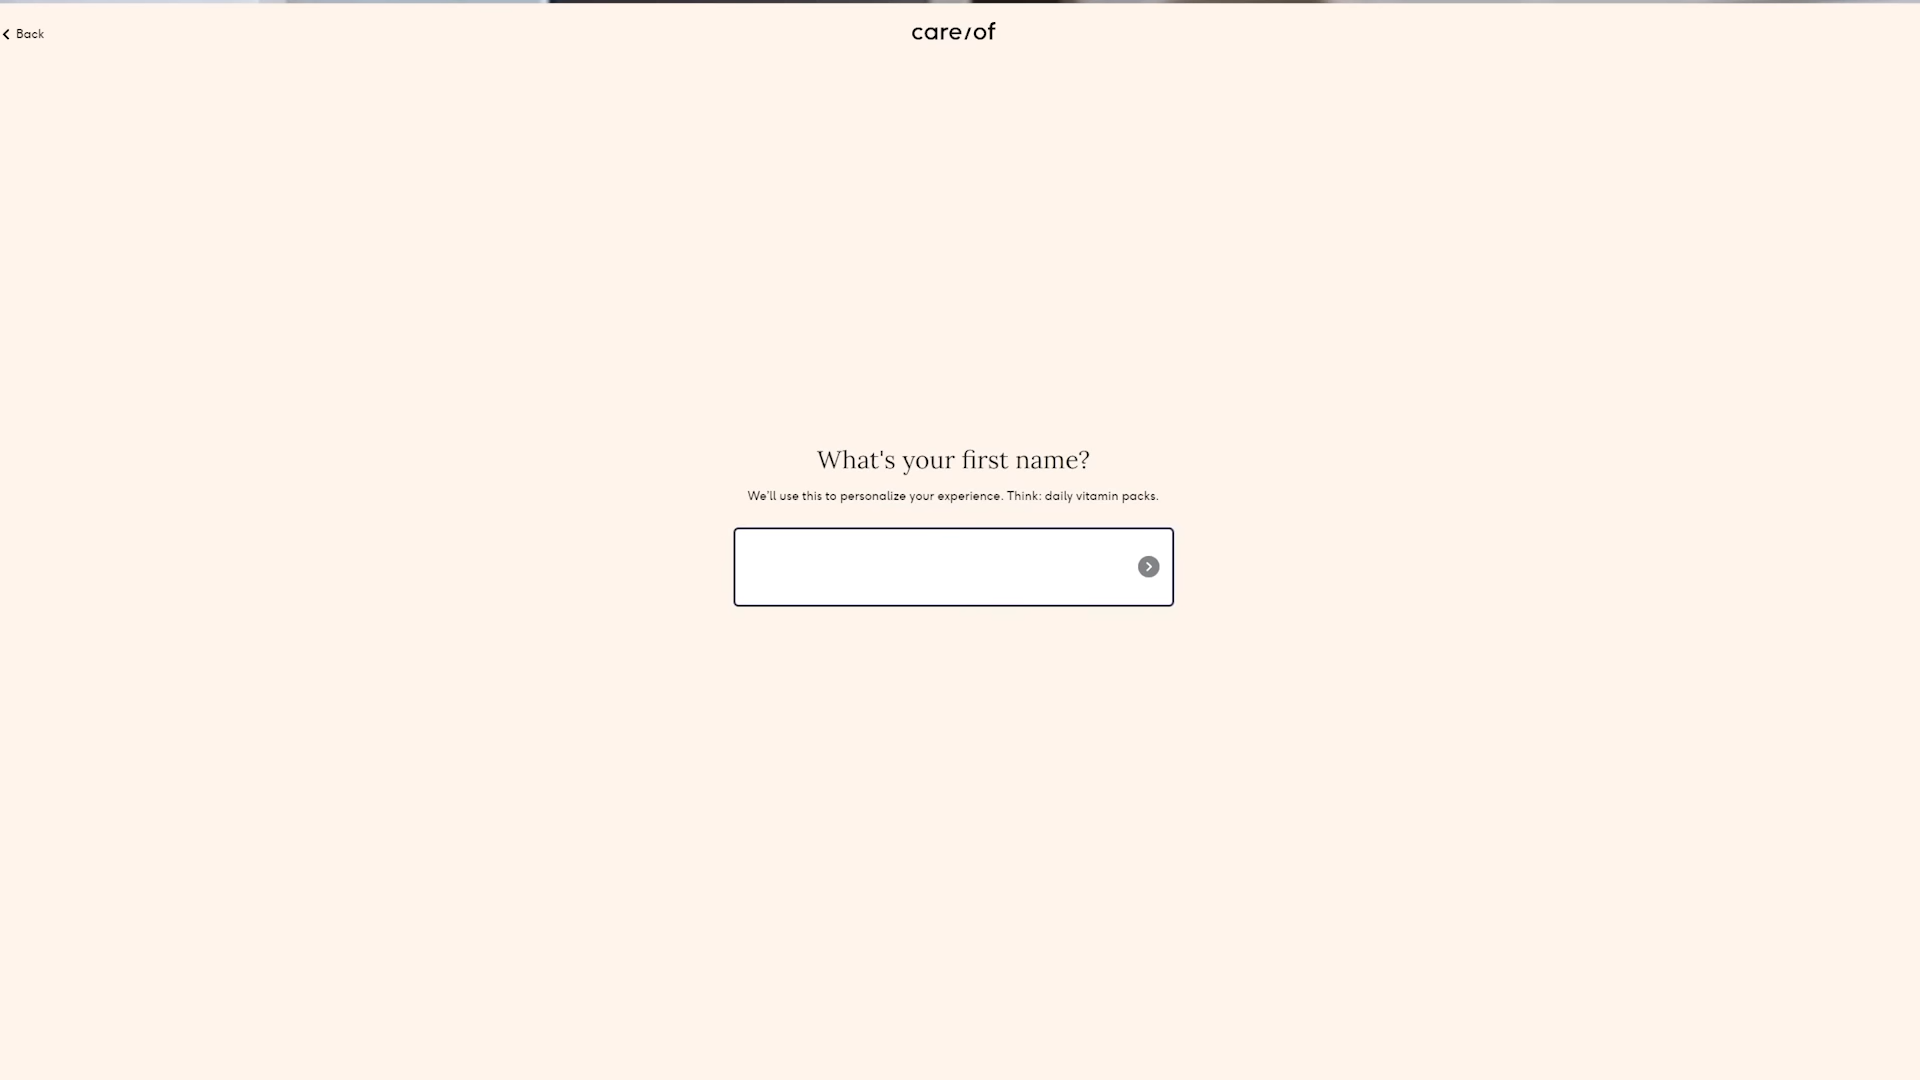 Back
care/of
What's your first name?
We'll use this to personalize your experience. Think: daily vitamin packs.